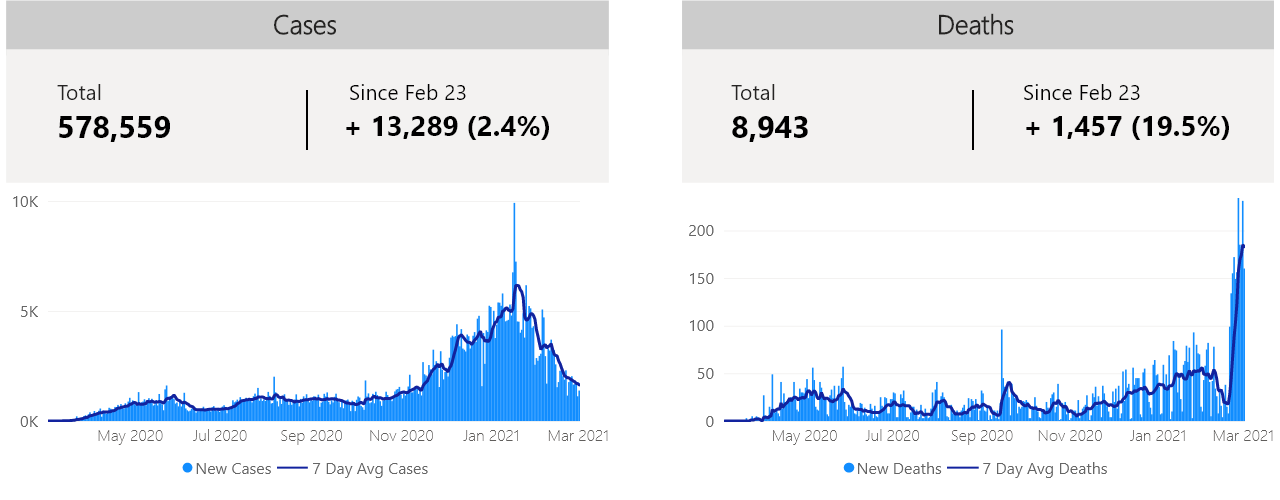 Cases
Total
578,559
Since Feb 23
+ 13,289 (2.4%)
10K
5K
0K
May 2020 Jul 2020 Sep 2020 Nov 2020 Jan 2021 Mar 2021
New Cases 7 Day Avg Cases
Deaths
Total
8,943
Since Feb 23
+ 1,457 (19.5%)
200
150
100
50
0
May 2020 Jul 2020 Sep 2020 Nov 2020 Jan 2021 Mar 2021
New Deaths 7 Day Avg Deaths